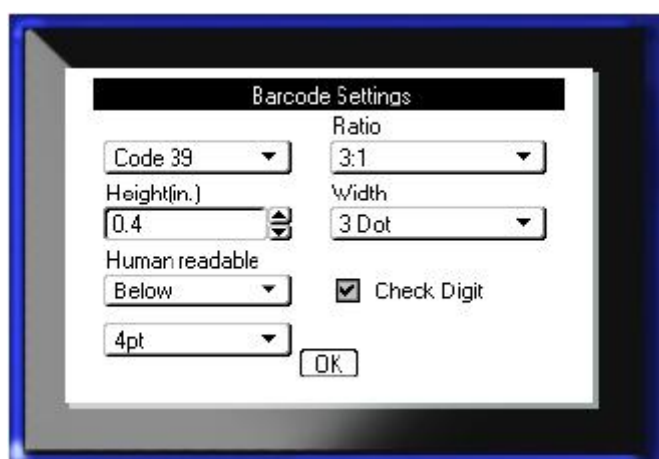 Barcode Settings
Ratio
Code 39
3:1
Height(in.)
Width
0.4
3 Dot
Human readable
Below
Check Digit
4pt
OK